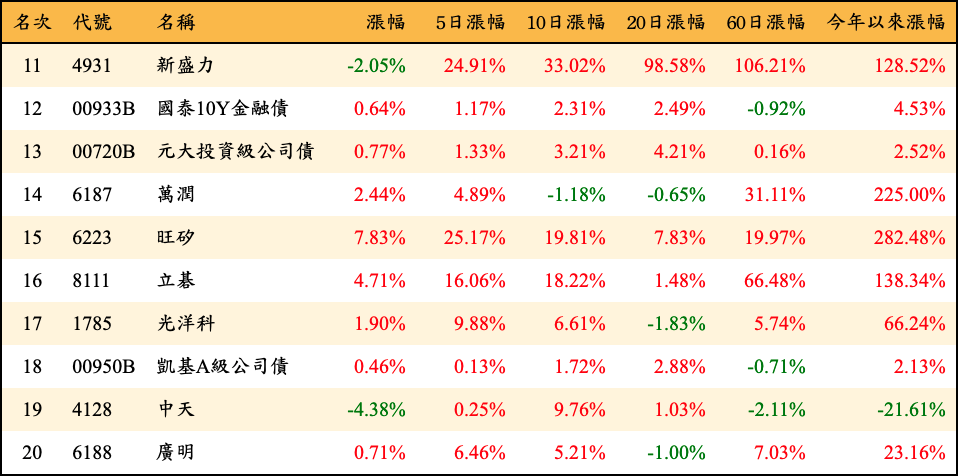 名次 代號 名稱 漲幅 5日漲幅 10日漲幅 20日漲幅 60日漲幅 今年以來漲幅
11 4931 新盛力 -2.05% 24.91% 33.02% 98.58% 106.21% 128.52%
12 00933B 國泰10Y金融債 0.64% 1.17% 2.31% 2.49% -0.92% 4.53%
13 00720B 元大投資級公司債 0.77% 1.33% 3.21% 4.21% 0.16% 2.52%
14 6187 萬潤 2.44% 4.89% -1.18% -0.65% 31.11% 225.00%
15 6223 旺矽 7.83% 25.17% 19.81% 7.83% 19.97% 282.48%
16 8111 立碁 4.71% 16.06% 18.22% 1.48% 66.48% 138.34%
17 1785 光洋科 1.90% 9.88% 6.61% -1.83% 5.74% 66.24%
18 00950B 凱基A級公司債 0.46% 0.13% 1.72% 2.88% -0.71% 2.13%
19 4128 中天 -4.38% 0.25% 9.76% 1.03% -2.11% -21.61%
20 6188 廣明 0.71% 6.46% 5.21% -1.00% 7.03% 23.16%